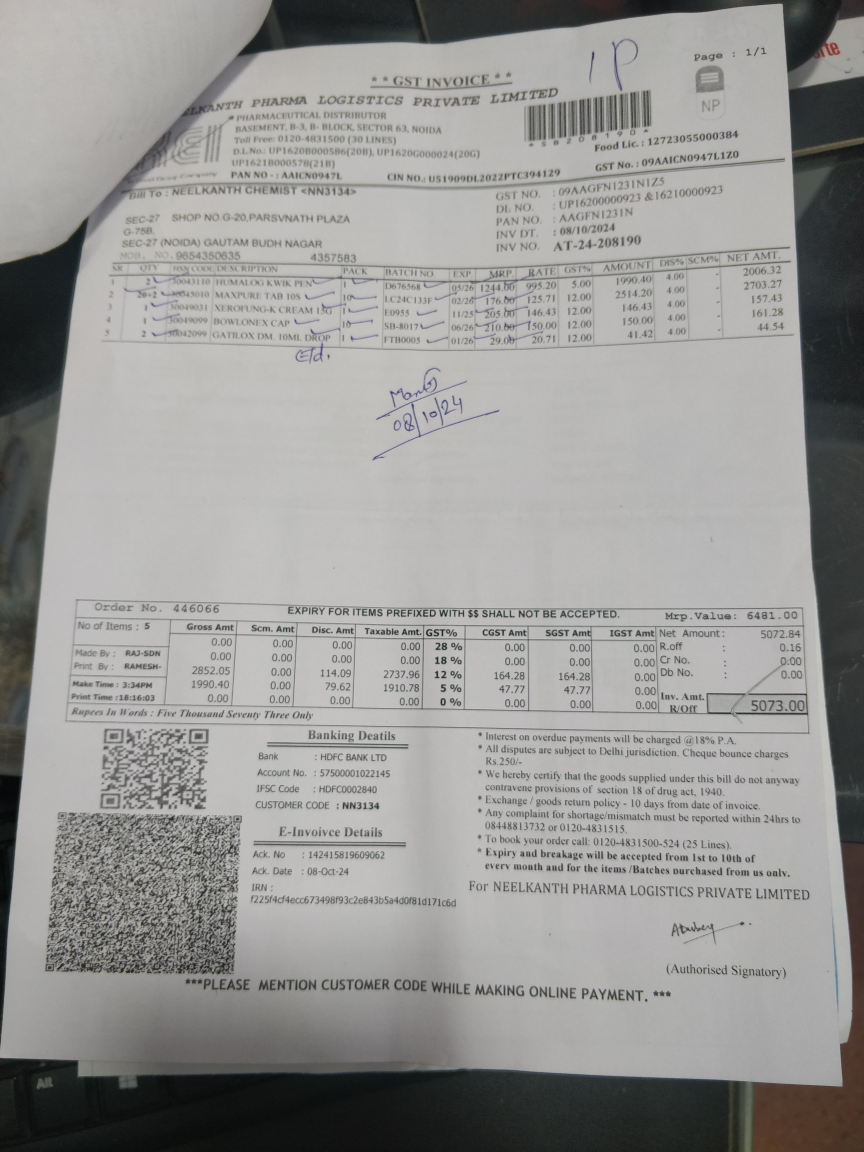 1P
Page : 1/1
* * GST INVOICE * *
NP
NEELKANTH PHARMA LOGISTICS PRIVATE LIMITED
PHARMACEUTICAL DISTRIBUTOR
BASEMENT, B-3, B- BLOCK, SECTOR 63, NOIDA
Toll Free: 0120-4831500 (30 LINES)
D.L.No.: UP1620B000586(20B), UP1620G000024(20G)
UP1621B000578(21B)
PAN NO - : AAICN0947L CIN NO.: U51909DL2022PTC394129
* S B 2 0 8 1 9 0 *
Food Lic. : 12723055000384
GST No. : 09AAICN0947L1Z0
Bill To : NEELKANTH CHEMIST <NN3134>
SEC-27 SHOP NO.G-20,PARSVNATH PLAZA
G-75B,
SEC-27 (NOIDA) GAUTAM BUDH NAGAR
MOB. NO. 9654350635 4357583
GST NO. : 09AAGFN1231N1Z5
DL NO. : UP16200000923 &16210000923
PAN NO. : AAGFN1231N
INV DT. : 08/10/2024
INV NO. AT-24-208190
SR QTY HSN CODE DESCRIPTION PACK BATCH NO. EXP. MRP. RATE GST% AMOUNT DIS% SCM% NET AMT.
1 2 30043110 HUMALOG KWIK PEN 1 D676568 05/26 1244.00 995.20 5.00 1990.40 4.00 - 2006.32
2 20+2 30045010 MAXPURE TAB 10S 10 LC24C133F 02/26 176.00 125.71 12.00 2514.20 4.00 - 2703.27
3 1 30049031 XEROFUNG-K CREAM 15G 1 E0955 11/25 205.00 146.43 12.00 146.43 4.00 - 157.43
4 1 30049099 BOWLONEX CAP 10 SB-8017 06/26 210.00 150.00 12.00 150.00 4.00 - 161.28
5 2 30042099 GATILOX DM. 10ML DROP 1 FTB0005 01/26 29.00 20.71 12.00 41.42 4.00 - 44.54
08/10/24
Order No. 446066 EXPIRY FOR ITEMS PREFIXED WITH $$ SHALL NOT BE ACCEPTED. Mrp.Value: 6481.00
No of Items : 5
Made By : RAJ-SDN
Print By : RAMESH-
Make Time : 3:34PM
Print Time :18:16:03
Gross Amt Scm. Amt Disc. Amt Taxable Amt. GST% CGST Amt SGST Amt IGST Amt
0.00 0.00 0.00 0.00 28 % 0.00 0.00 0.00
0.00 0.00 0.00 0.00 18 % 0.00 0.00 0.00
2852.05 0.00 114.09 2737.96 12 % 164.28 164.28 0.00
1990.40 0.00 79.62 1910.78 5 % 47.77 47.77 0.00
0.00 0.00 0.00 0.00 0 % 0.00 0.00 0.00
Net Amount: 5072.84
R.off : 0.16
Cr No. : 0.00
Db No. : 0.00
Inv. Amt. R/Off 5073.00
Rupees In Words : Five Thousand Seventy Three Only
Banking Deatils
Bank : HDFC BANK LTD
Account No. : 57500001022145
IFSC Code : HDFC0002840
CUSTOMER CODE : NN3134
E-Invoivce Details
Ack. No : 142415819609062
Ack. Date : 08-Oct-24
IRN :
f225f4cf4ecc673498f93c2e843b5a4d0f81d171c6d
* Interest on overdue payments will be charged @18% P.A.
* All disputes are subject to Delhi jurisdiction. Cheque bounce charges
Rs.250/-
* We hereby certify that the goods supplied under this bill do not anyway
contravene provisions of section 18 of drug act, 1940.
* Exchange / goods return policy - 10 days from date of invoice.
* Any complaint for shortage/mismatch must be reported within 24hrs to
08448813732 or 0120-4831515.
* To book your order call: 0120-4831500-524 (25 Lines).
* Expiry and breakage will be accepted from 1st to 10th of
every month and for the items /Batches purchased from us only.
For NEELKANTH PHARMA LOGISTICS PRIVATE LIMITED
(Authorised Signatory)
***PLEASE MENTION CUSTOMER CODE WHILE MAKING ONLINE PAYMENT. ***
Alt